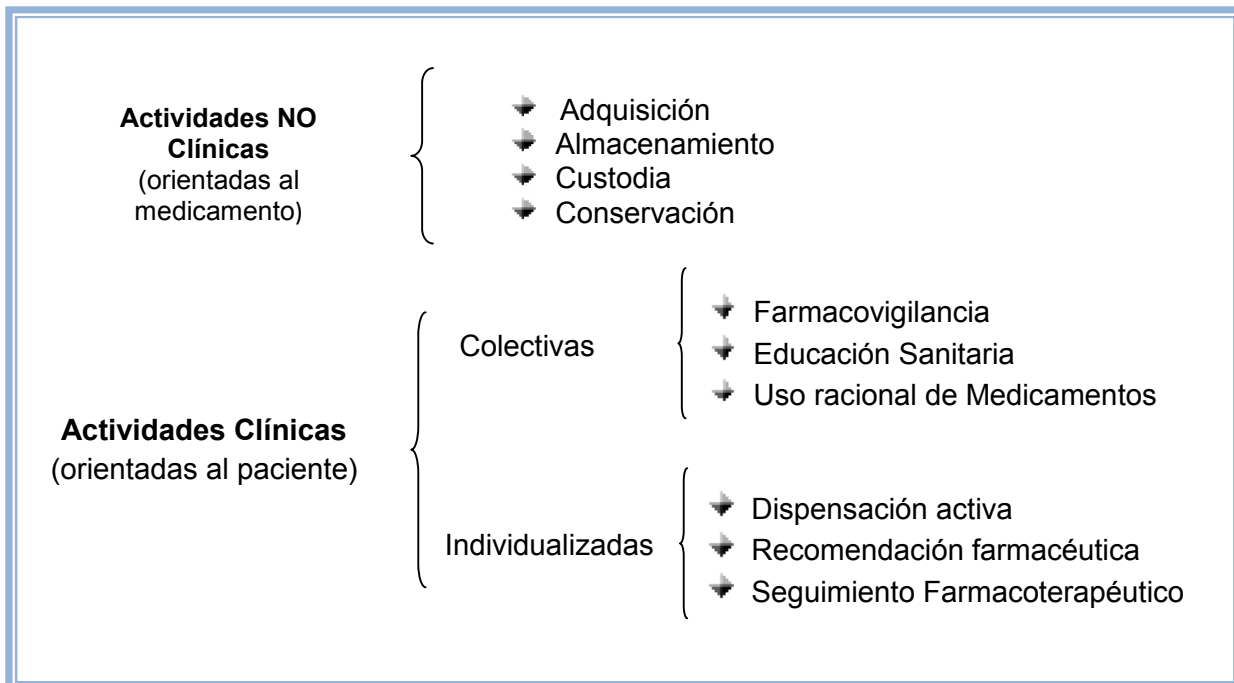 Actividades NO
Clínicas
(orientadas al
medicamento)
Adquisición
Almacenamiento
Custodia
Conservación
Actividades Clínicas
(orientadas al paciente)
Colectivas
Farmacovigilancia
Educación Sanitaria
Uso racional de Medicamentos
Individualizadas
Dispensación activa
Recomendación farmacéutica
Seguimiento Farmacoterapéutico